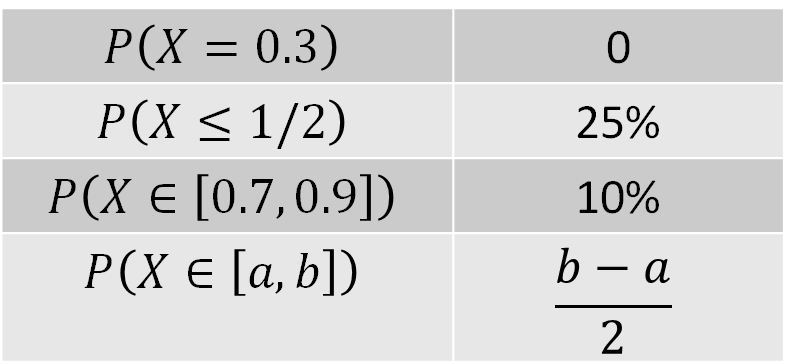 P(X = 0.3) 0
P(X ≤ 1/2) 25%
P(X ∈ [0.7, 0.9]) 10%
P(X ∈ [a, b]) b − a
2